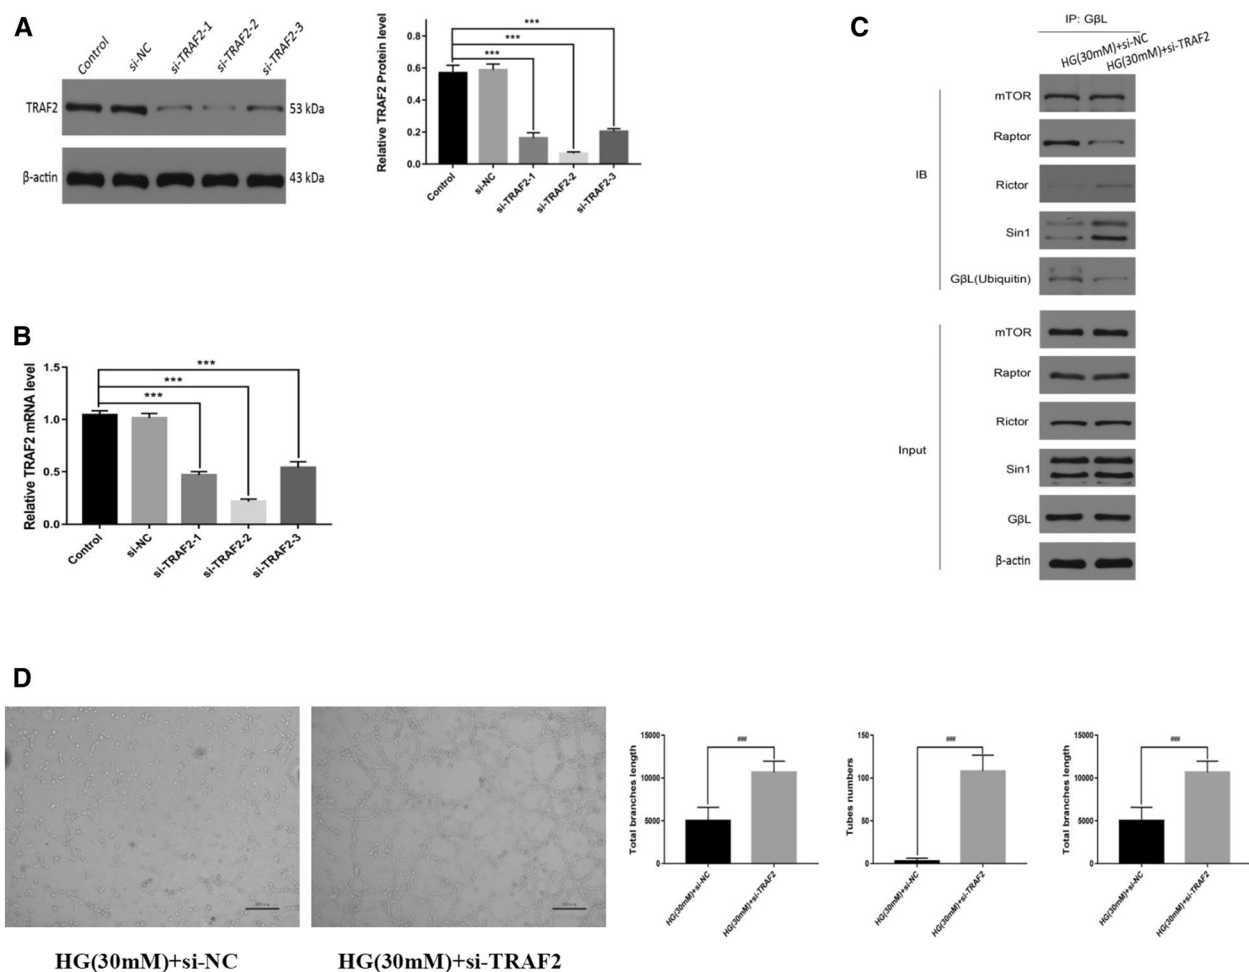 A
Control
si-NC
si-TRAF2-1
si-TRAF2-2
si-TRAF2-3
TRAF2
53 kDa
β-actin
43 kDa
Relative TRAF2 Protein level
0.8
0.6
0.4
0.2
0.0
***
***
***
Control
si-NC
si-TRAF2-1
si-TRAF2-2
si-TRAF2-3
B
Relative TRAF2 mRNA level
1.5
1.0
0.5
0.0
***
***
***
Control
si-NC
si-TRAF2-1
si-TRAF2-2
si-TRAF2-3
C
IP: GβL
HG(30mM)+si-NC
HG(30mM)+si-TRAF2
IB
mTOR
Raptor
Rictor
Sin1
GβL(Ubiquitin)
Input
mTOR
Raptor
Rictor
Sin1
GβL
β-actin
D
HG(30mM)+si-NC
HG(30mM)+si-TRAF2
Total branches length
15000
10000
5000
0
###
HG(30mM)+si-NC
HG(30mM)+si-TRAF2
Tubes numbers
150
100
50
0
###
HG(30mM)+si-NC
HG(30mM)+si-TRAF2
Total branches length
15000
10000
5000
0
###
HG(30mM)+si-NC
HG(30mM)+si-TRAF2